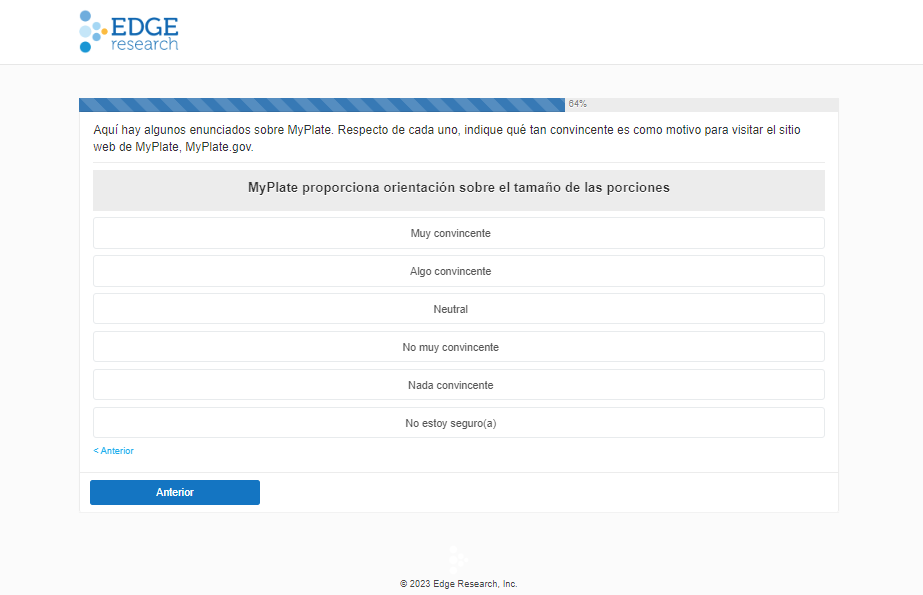 EDGE
research
64%
Aquí hay algunos enunciados sobre MyPlate. Respecto de cada uno, indique qué tan convincente es como motivo para visitar el sitio
web de MyPlate, MyPlate.gov.
MyPlate proporciona orientación sobre el tamaño de las porciones
Muy convincente
Algo convincente
Neutral
No muy convincente
Nada convincente
No estoy seguro(a)
< Anterior
Anterior
© 2023 Edge Research, Inc.